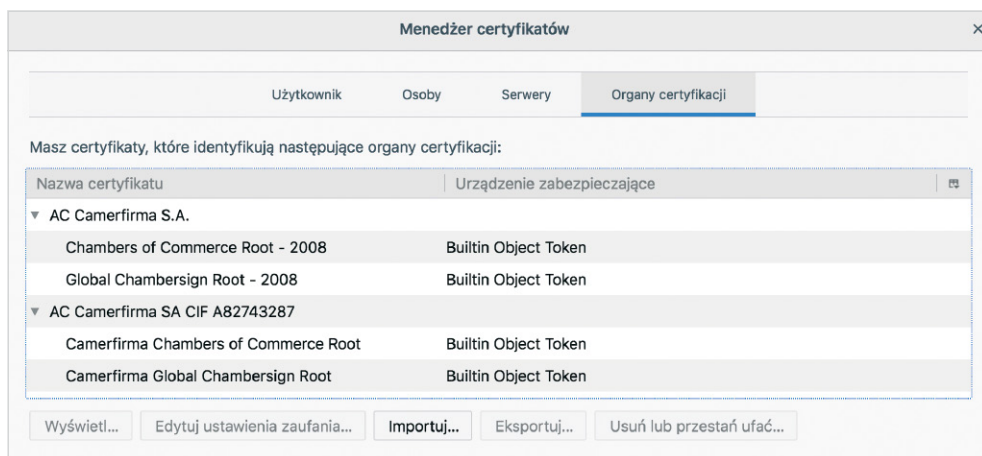 Menedżer certyfikatów
Użytkownik Osoby Serwery Organy certyfikacji
Masz certyfikaty, które identyfikują następujące organy certyfikacji:
Nazwa certyfikatu Urządzenie zabezpieczające
AC Camerfirma S.A.
Chambers of Commerce Root - 2008 Builtin Object Token
Global Chambersign Root - 2008 Builtin Object Token
AC Camerfirma SA CIF A82743287
Camerfirma Chambers of Commerce Root Builtin Object Token
Camerfirma Global Chambersign Root Builtin Object Token
Wyświetl... Edytuj ustawienia zaufania... Importuj... Eksportuj... Usuń lub przestań ufać...